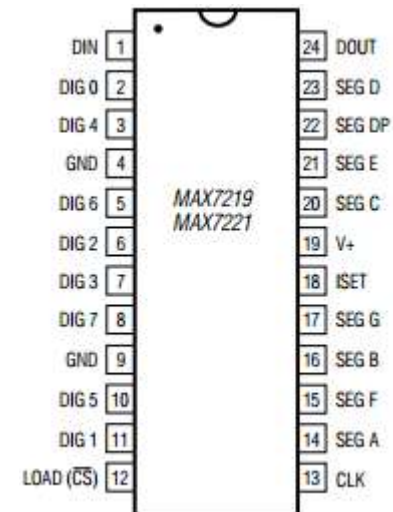 DIN 1 24 DOUT
DIG 0 2 23 SEG D
DIG 4 3 22 SEG DP
GND 4 21 SEG E
DIG 6 5 MAX7219 20 SEG C
DIG 2 6 MAX7221 19 V+
DIG 3 7 18 ISET
DIG 7 8 17 SEG G
GND 9 16 SEG B
DIG 5 10 15 SEG F
DIG 1 11 14 SEG A
LOAD (C̅S̅) 12 13 CLK